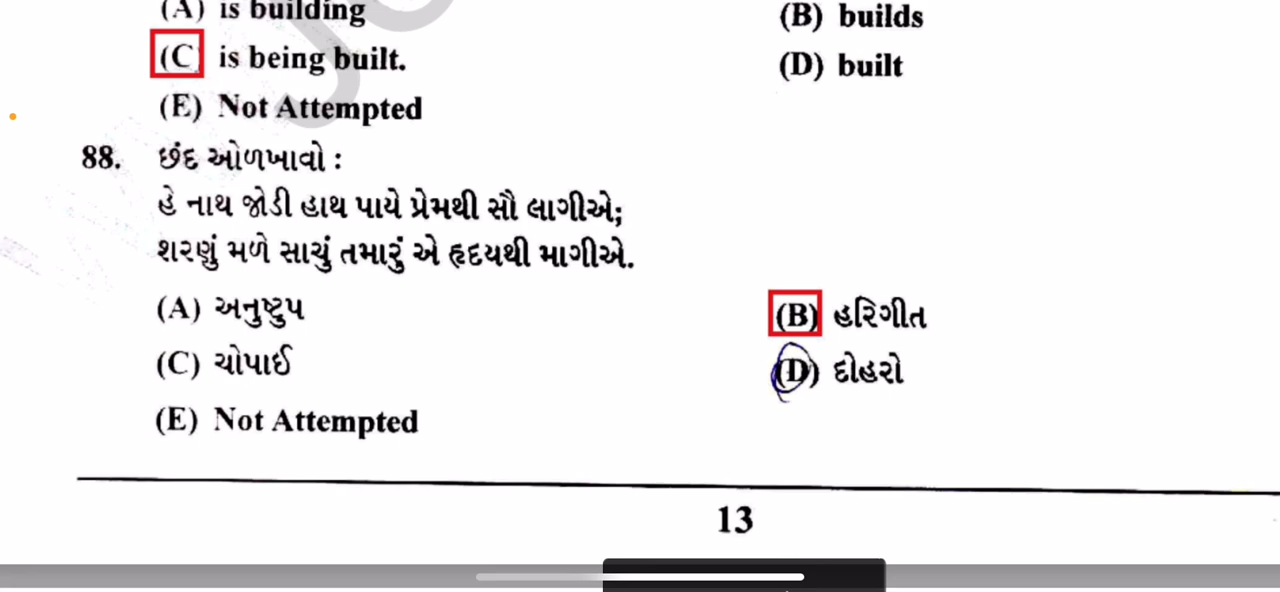 (A) is building
(B) builds
(C) is being built.
(D) built
(E) Not Attempted
88. છંદ ઓળખાવો :
હે નાથ જોડી હાથ પાયે પ્રેમથી સૌ લાગીએ;
શરણું મળે સાચું તમારું એ હૃદયથી માગીએ.
(A) અનુષ્ટુપ
(B) હરિગીત
(C) ચોપાઈ
(D) દોહરો
(E) Not Attempted
13